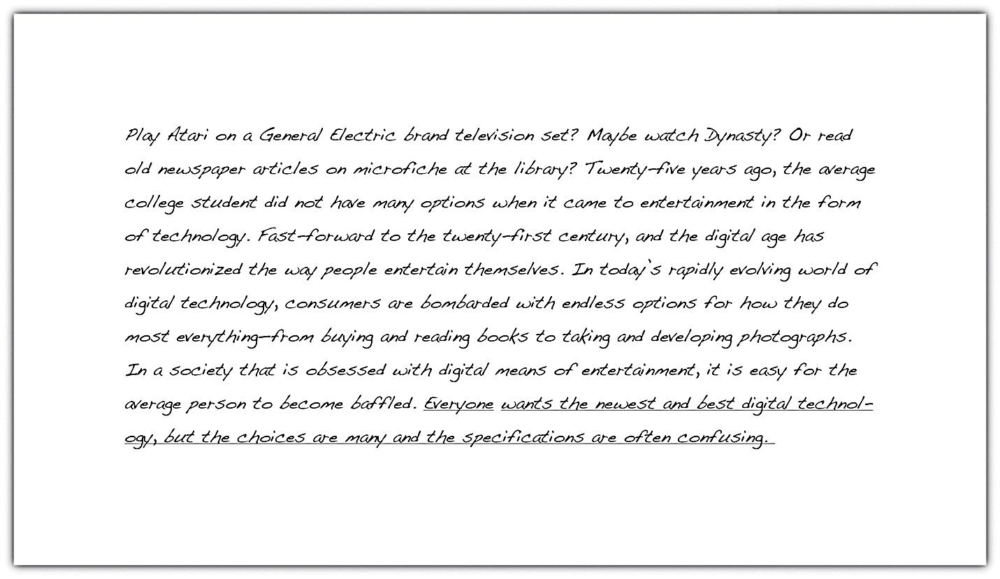 Play Atari on a General Electric brand television set? Maybe watch Dynasty? Or read
old newspaper articles on microfiche at the library? Twenty-five years ago, the average
college student did not have many options when it came to entertainment in the form
of technology. Fast-forward to the twenty-first century, and the digital age has
revolutionized the way people entertain themselves. In today's rapidly evolving world of
digital technology, consumers are bombarded with endless options for how they do
most everything—from buying and reading books to taking and developing photographs.
In a society that is obsessed with digital means of entertainment, it is easy for the
average person to become baffled. Everyone wants the newest and best digital technol-
ogy, but the choices are many and the specifications are often confusing.